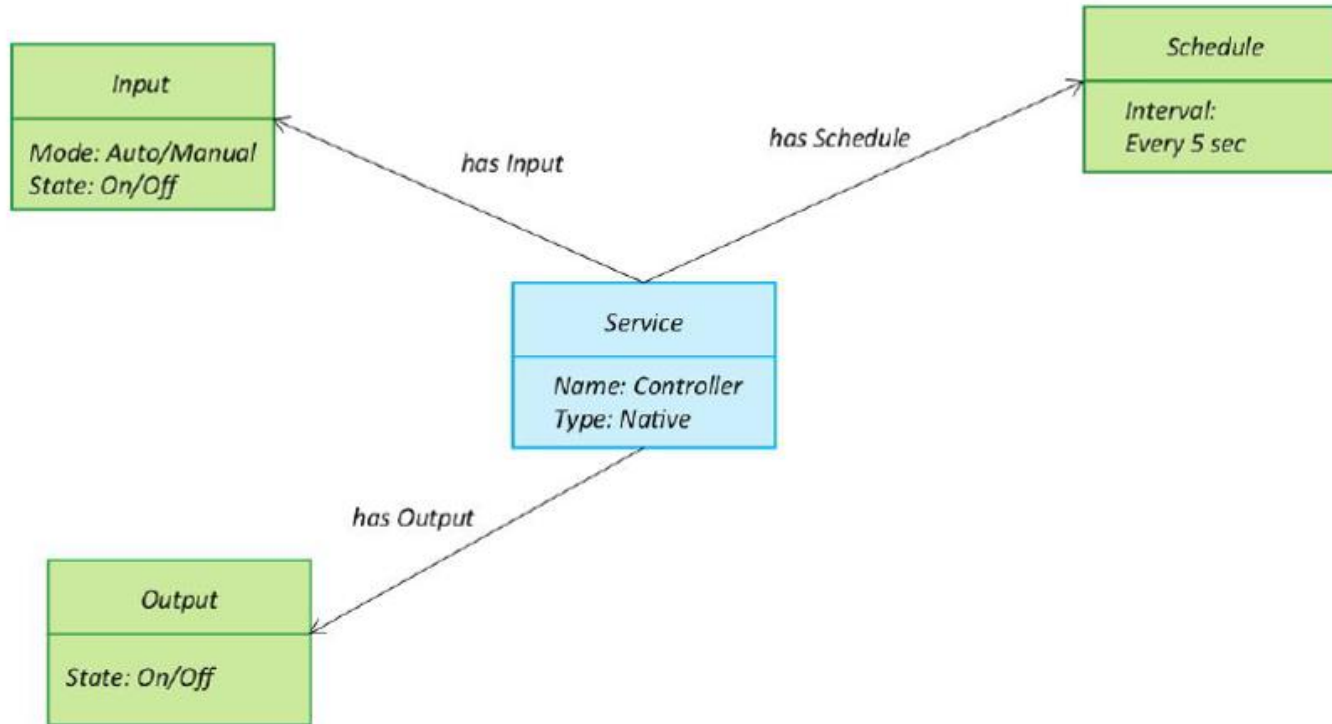 Input
Mode: Auto/Manual
State: On/Off
has Input
has Schedule
Schedule
Interval:
Every 5 sec
Service
Name: Controller
Type: Native
has Output
Output
State: On/Off